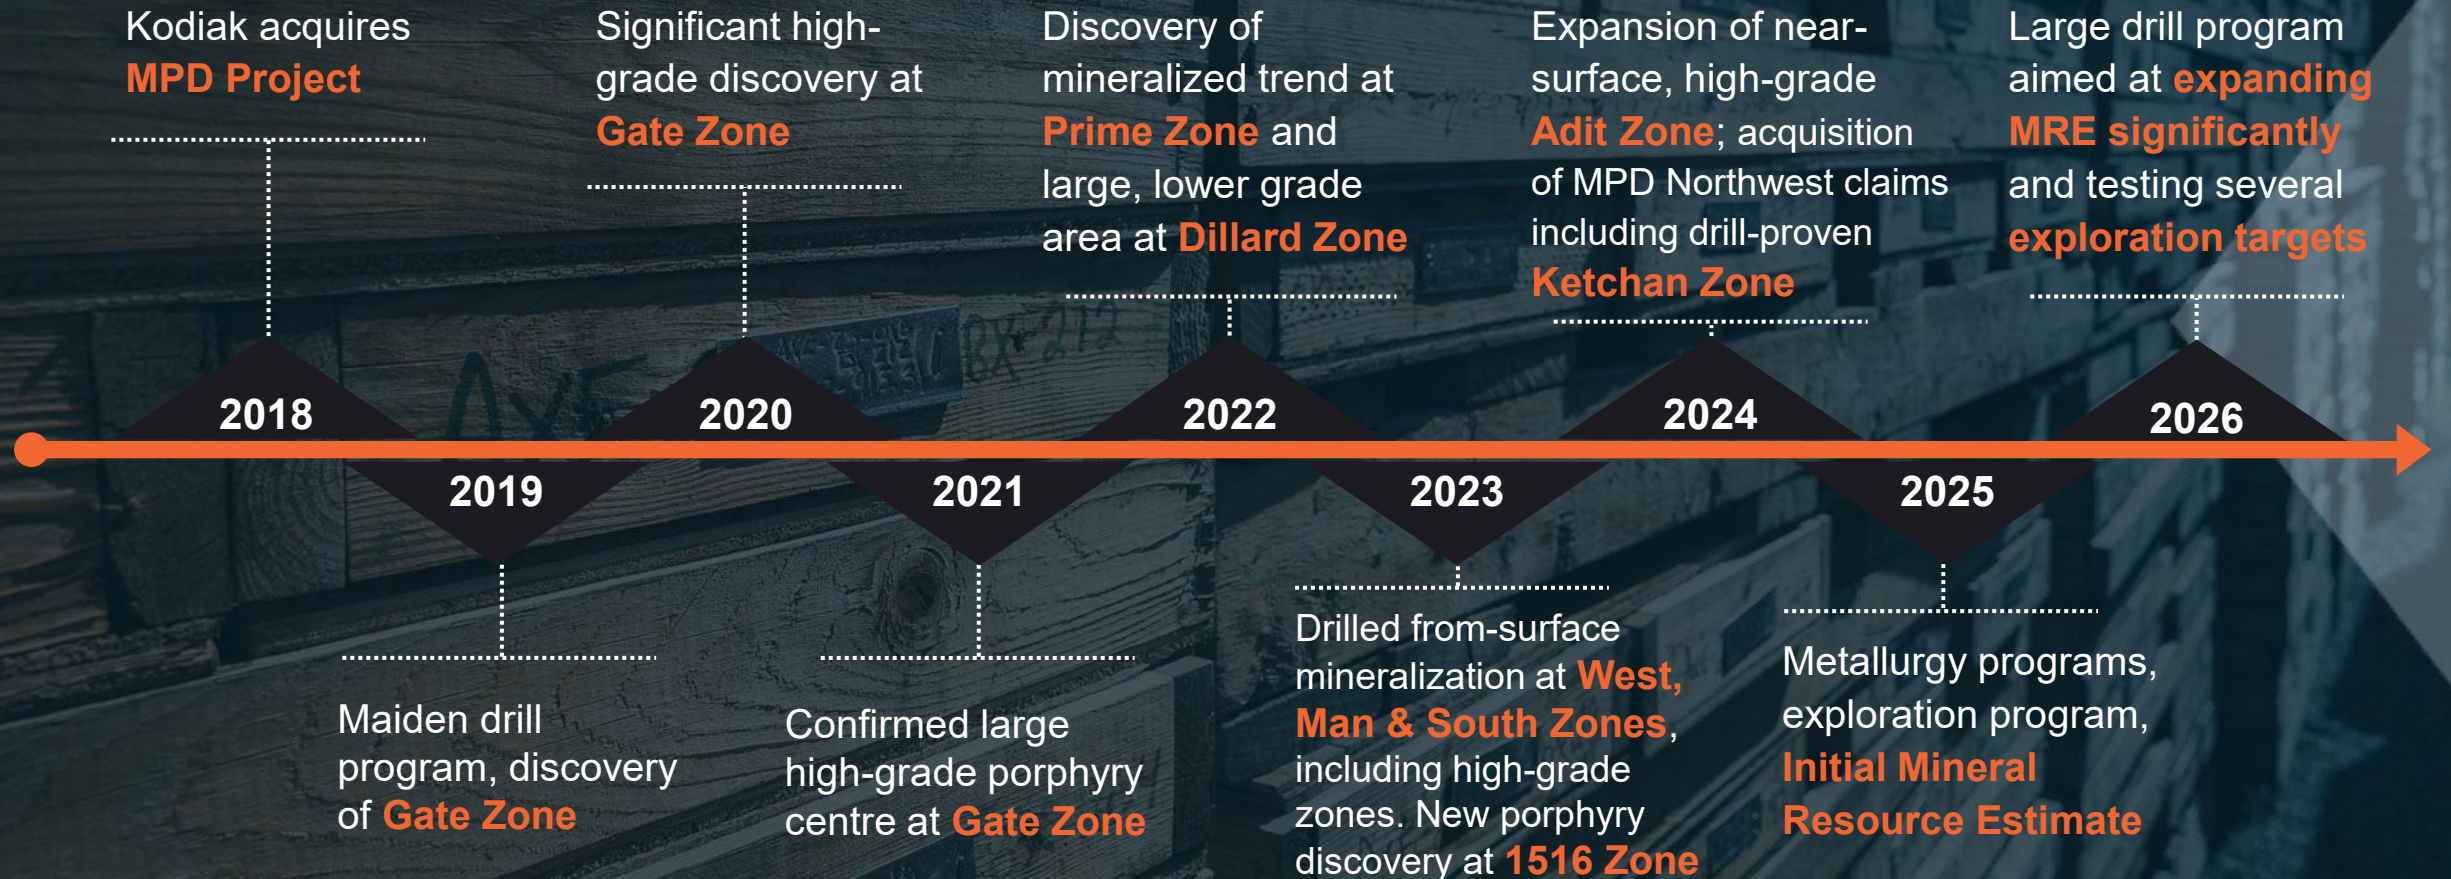 Kodiak acquires
MPD Project
Significant high-
grade discovery at
Gate Zone
Discovery of
mineralized trend at
Prime Zone and
large, lower grade
area at Dillard Zone
Expansion of near-
surface, high-grade
Adit Zone; acquisition
of MPD Northwest claims
including drill-proven
Ketchan Zone
Large drill program
aimed at expanding
MRE significantly
and testing several
exploration targets
AXE
BX-212
2018
2020
2022
2024
2026
2019
2021
2023
2025
Maiden drill
program, discovery
of Gate Zone
Confirmed large
high-grade porphyry
centre at Gate Zone
Drilled from-surface
mineralization at West,
Man & South Zones,
including high-grade
zones. New porphyry
discovery at 1516 Zone
Metallurgy programs,
exploration program,
Initial Mineral
Resource Estimate